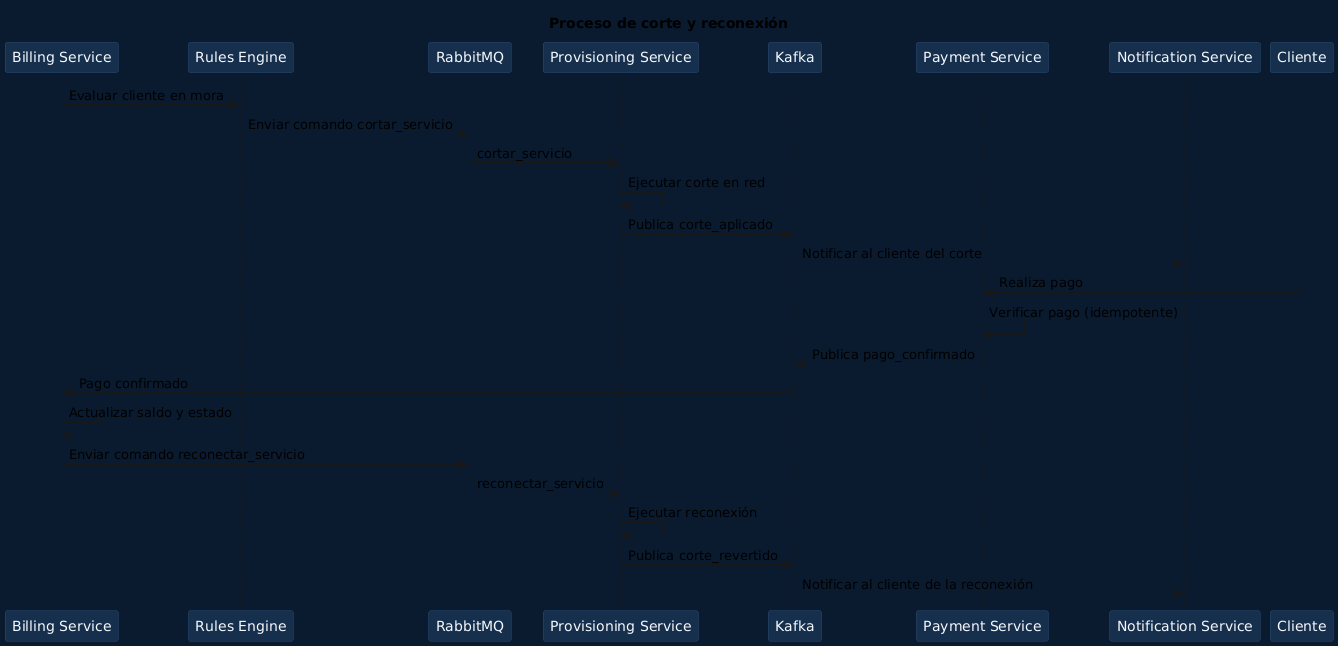 Proceso de corte y reconexión
Billing Service
Rules Engine
RabbitMQ
Provisioning Service
Kafka
Payment Service
Notification Service
Cliente
Evaluar cliente en mora
Enviar comando cortar_servicio
cortar_servicio
Ejecutar corte en red
Publica corte_aplicado
Notificar al cliente del corte
Realiza pago
Verificar pago (idempotente)
Publica pago_confirmado
Pago confirmado
Actualizar saldo y estado
Enviar comando reconectar_servicio
reconectar_servicio
Ejecutar reconexión
Publica corte_revertido
Notificar al cliente de la reconexión
Billing Service
Rules Engine
RabbitMQ
Provisioning Service
Kafka
Payment Service
Notification Service
Cliente